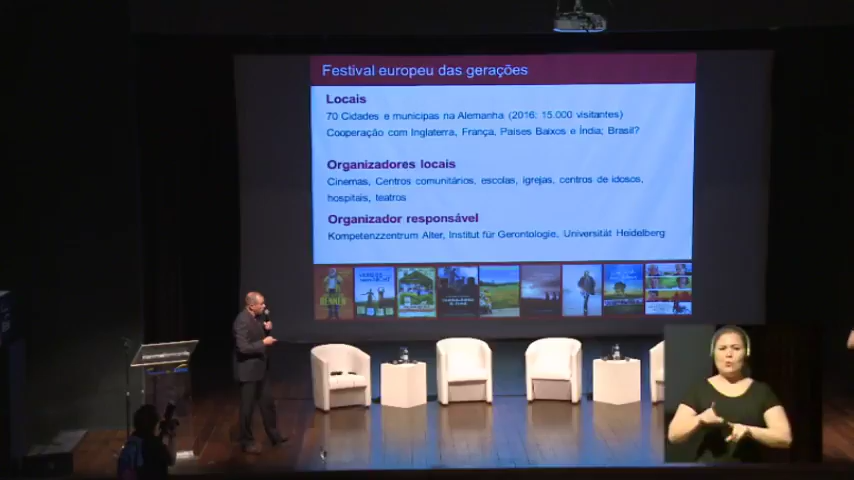 Festival europeu das gerações
Locais
70 Cidades e municipas na Alemanha (2016: 15.000 visitantes)
Cooperação com Inglaterra, França, Países Baixos e Índia; Brasil?
Organizadores locais
Cinemas, Centros comunitários, escolas, igrejas, centros de idosos,
hospitais, teatros
Organizador responsável
Kompetenzzentrum Alter, Institut für Gerontologie, Universität Heidelberg